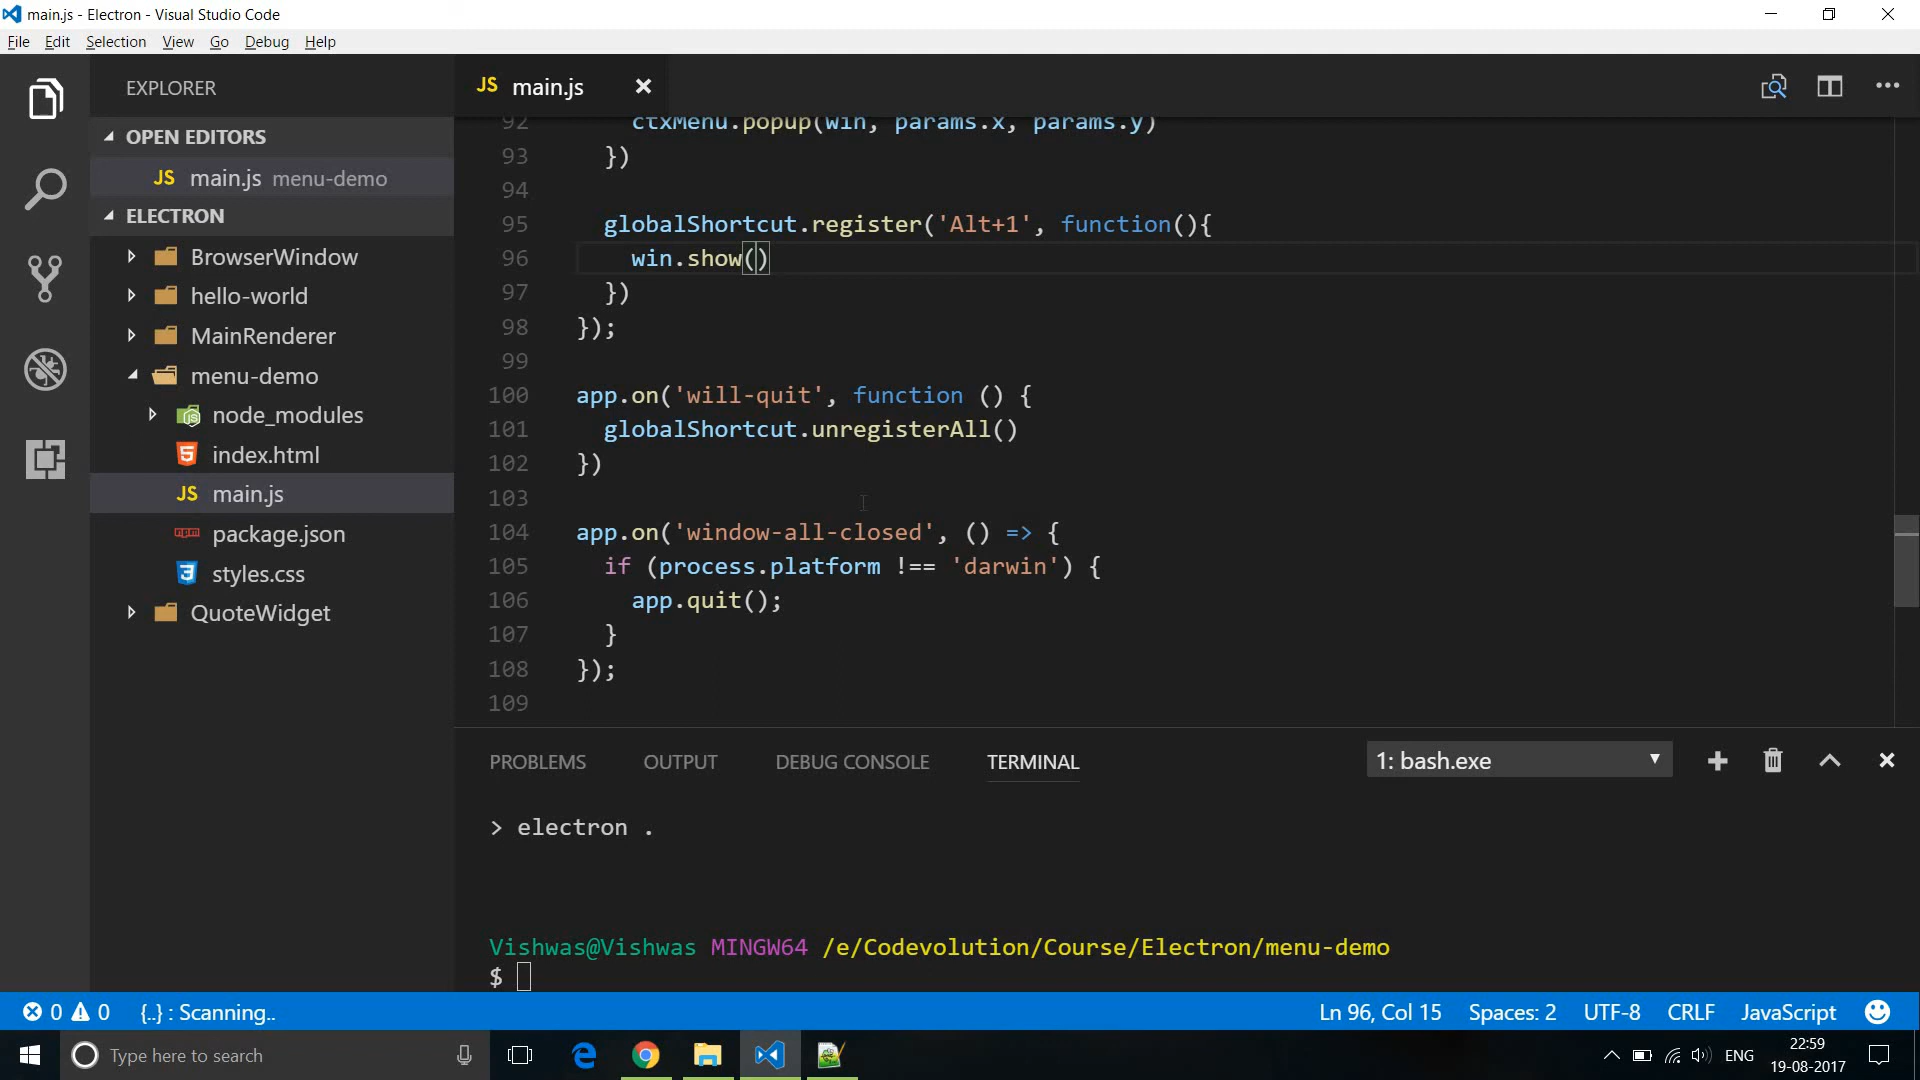 main.js - Electron - Visual Studio Code
File Edit Selection View Go Debug Help
EXPLORER
JS main.js
OPEN EDITORS
JS main.js menu-demo
ELECTRON
BrowserWindow
hello-world
MainRenderer
menu-demo
node_modules
index.html
JS main.js
package.json
styles.css
QuoteWidget
92 ctxMenu.popup(win, params.x, params.y)
93 })
94
95 globalShortcut.register('Alt+1', function(){
96 win.show()
97 })
98 });
99
100 app.on('will-quit', function () {
101 globalShortcut.unregisterAll()
102 })
103
104 app.on('window-all-closed', () => {
105 if (process.platform !== 'darwin') {
106 app.quit();
107 }
108 });
109
PROBLEMS OUTPUT DEBUG CONSOLE TERMINAL 1: bash.exe
> electron .
Vishwas@Vishwas MINGW64 /e/Codevolution/Course/Electron/menu-demo
$
0 0 {..} : Scanning.. Ln 96, Col 15 Spaces: 2 UTF-8 CRLF JavaScript
Type here to search ENG 22:59
19-08-2017